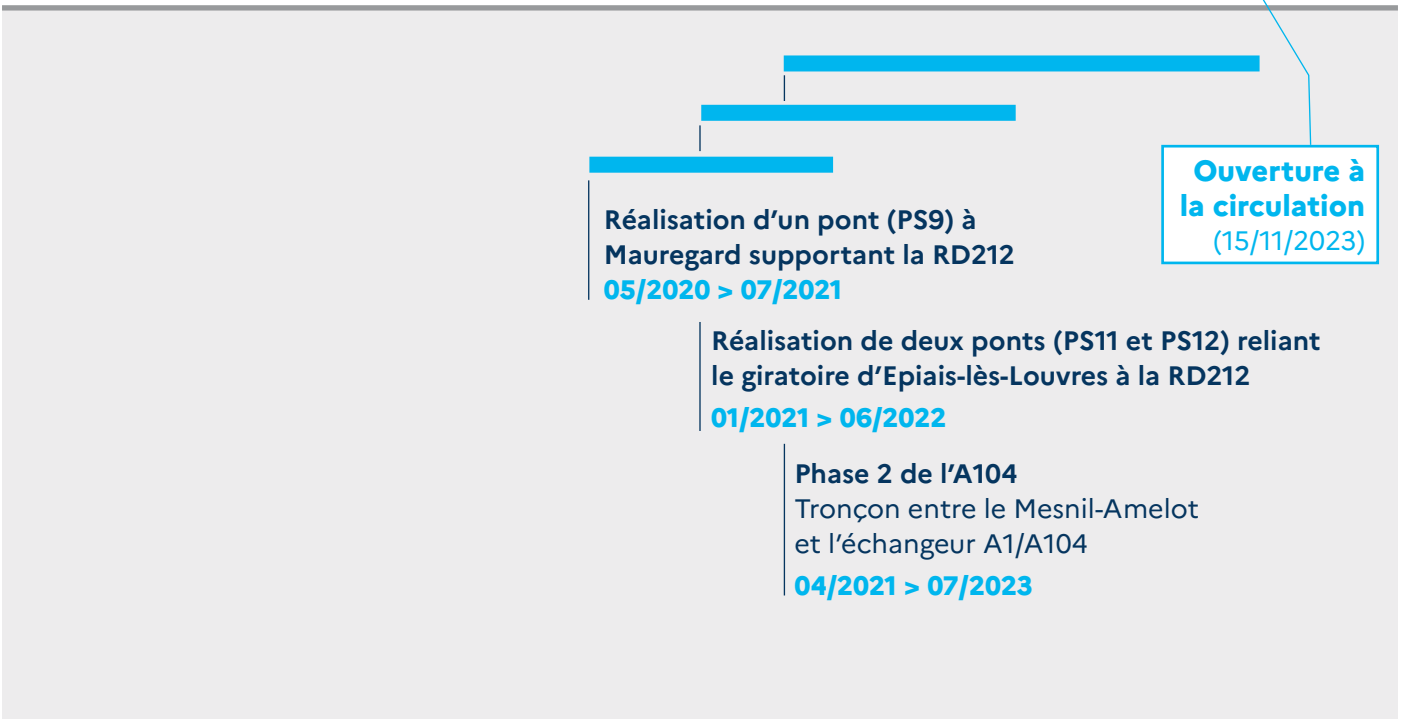 Ouverture à
la circulation
(15/11/2023)
Réalisation d’un pont (PS9) à
Mauregard supportant la RD212
05/2020 > 07/2021
Réalisation de deux ponts (PS11 et PS12) reliant
le giratoire d’Epiais-lès-Louvres à la RD212
01/2021 > 06/2022
Phase 2 de l’A104
Tronçon entre le Mesnil-Amelot
et l’échangeur A1/A104
04/2021 > 07/2023